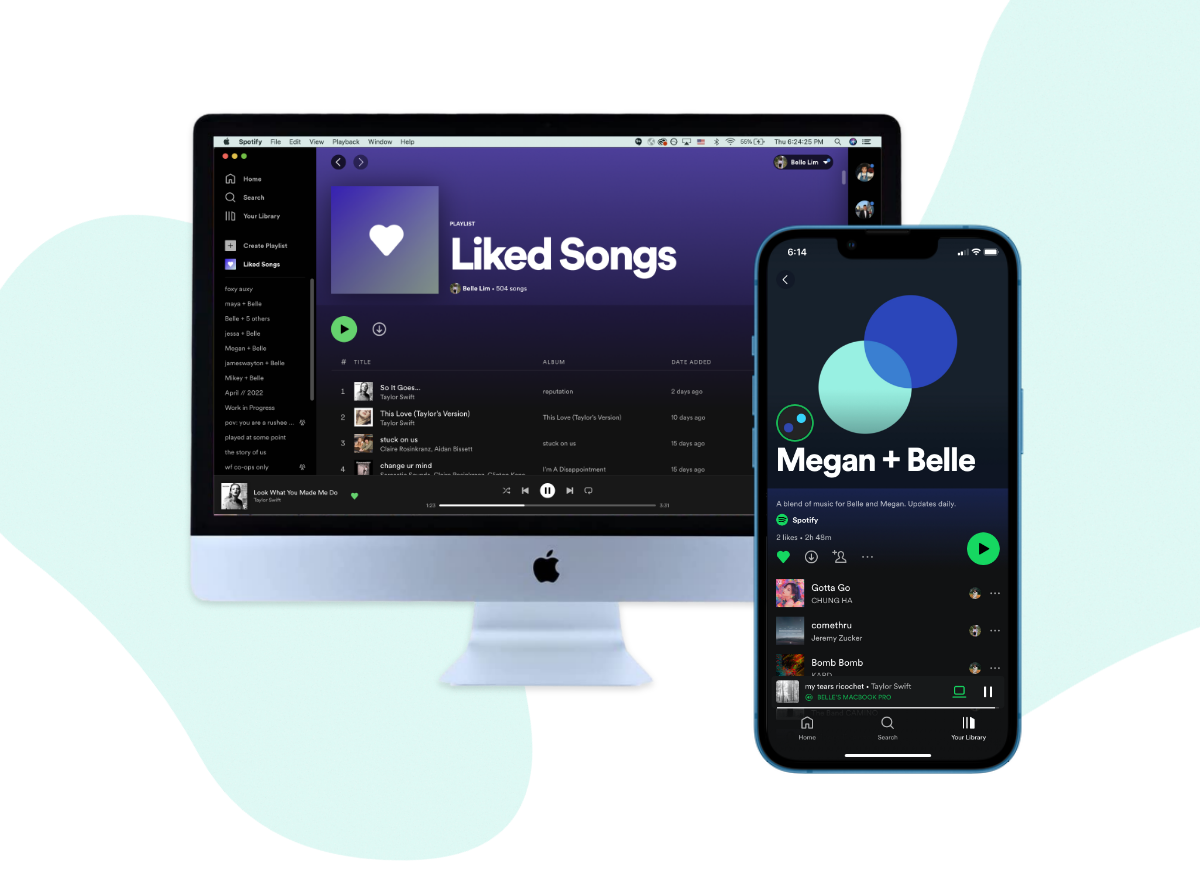 Spotify File Edit View Playback Window Help
55% Thu 6:24:25 PM
Home
Search
Your Library
Create Playlist
Liked Songs
foxy auxy
maya + Belle
Belle + 5 others
jessa + Belle
Megan + Belle
jameswayton + Belle
Mikey + Belle
April // 2022
Work in Progress
pov: you are a rushee ...
played at some point
the story of us
wf co-ops only
Belle Lim
PLAYLIST
Liked Songs
Belle Lim • 504 songs
# TITLE ALBUM DATE ADDED
1 So It Goes... reputation 2 days ago
Taylor Swift
2 This Love (Taylor's Version) This Love (Taylor's Version) 10 days ago
Taylor Swift
3 stuck on us stuck on us 15 days ago
Claire Rosinkranz, Aidan Bissett
4 change ur mind I'm A Disappointment 15 days ago
Look What You Made Me Do
Taylor Swift
1:23 3:31
6:14
Megan + Belle
A blend of music for Belle and Megan. Updates daily.
Spotify
2 likes • 2h 48m
Gotta Go
CHUNG HA
comethru
Jeremy Zucker
Bomb Bomb
KARD
my tears ricochet • Taylor Swift
BELLE'S MACBOOK PRO
Home Search Your Library